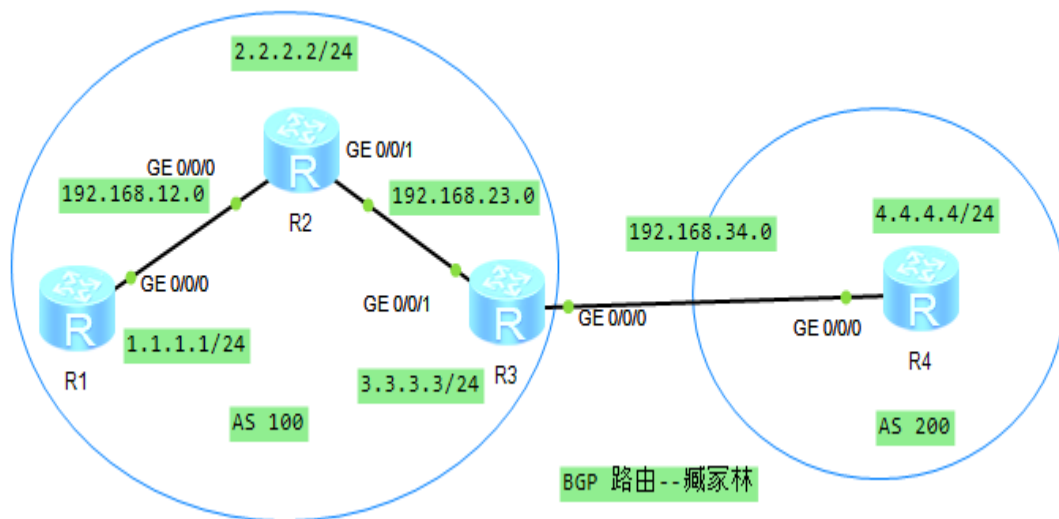 2.2.2.2/24
GE 0/0/0
R
GE 0/0/1
192.168.12.0
192.168.23.0
R2
192.168.34.0
4.4.4.4/24
R
GE 0/0/0
R
GE 0/0/1
R
GE 0/0/0
GE 0/0/0
1.1.1.1/24
R1
3.3.3.3/24
R3
R4
AS 100
AS 200
BGP 路由--臧冢林